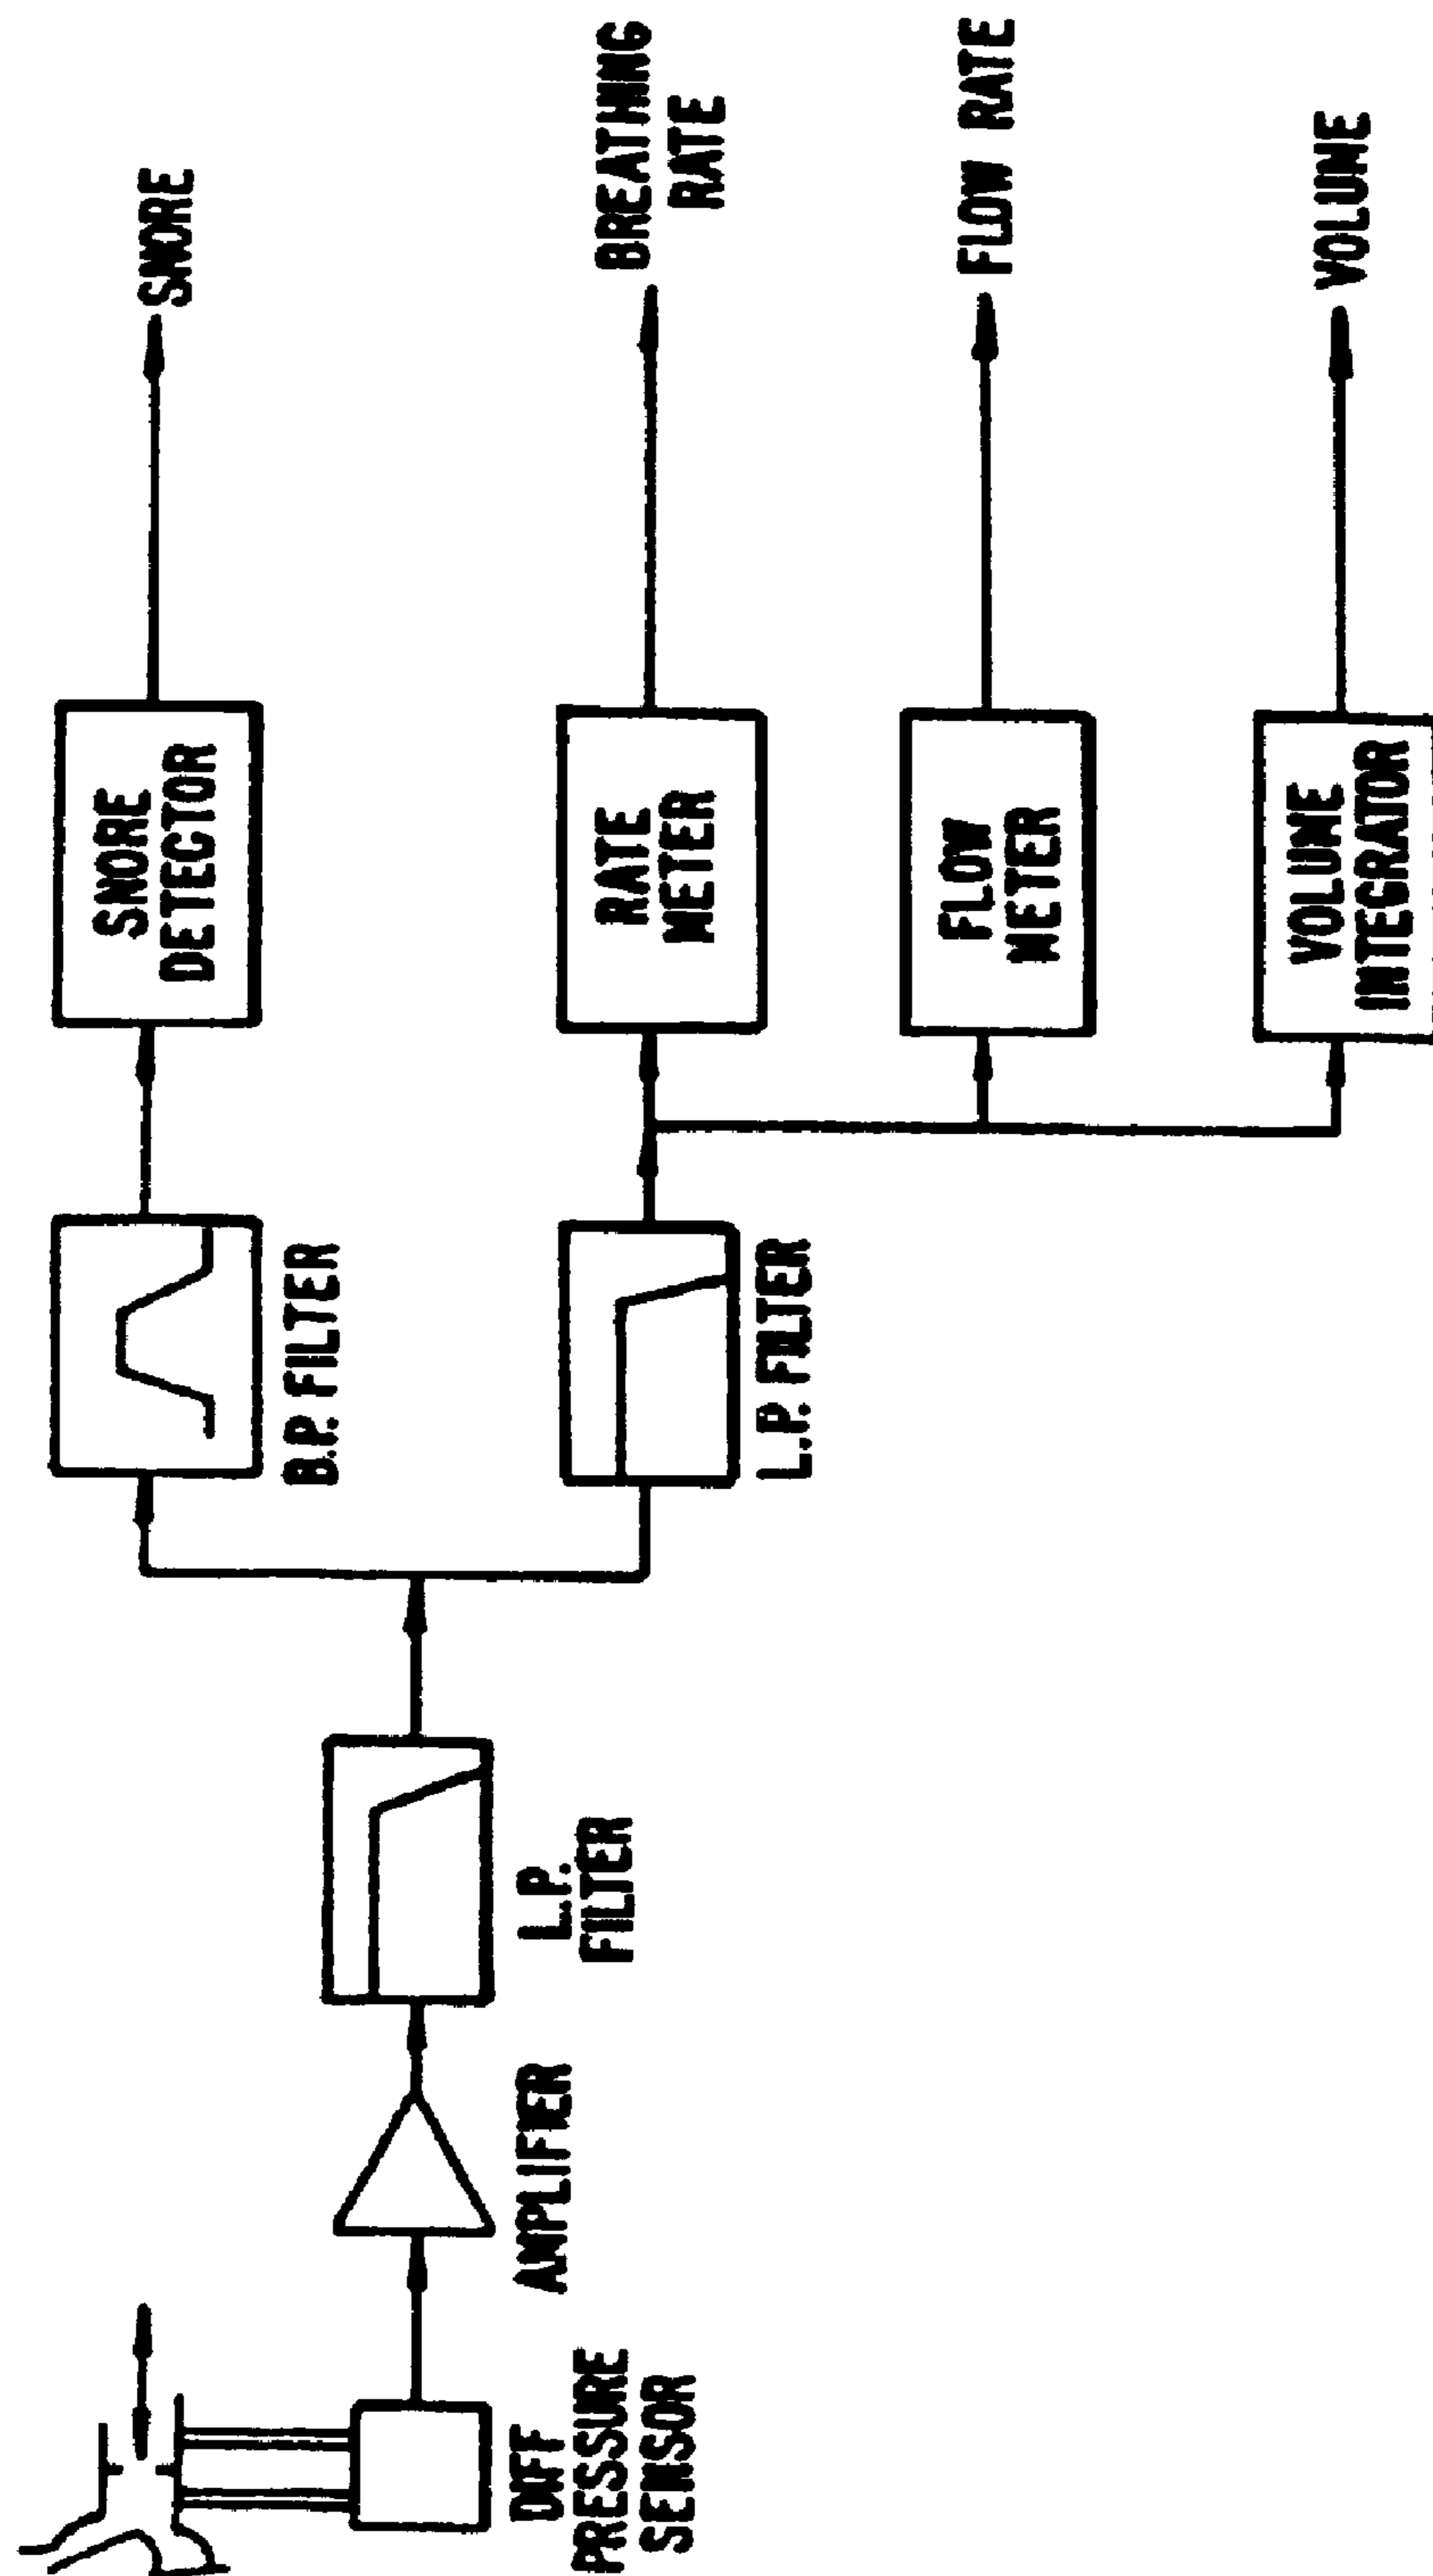 DIFF
PRESSURE
SENSOR
AMPLIFIER
L.P.
FILTER
B.P. FILTER
L.P. FILTER
SNORE
DETECTOR
RATE
METER
FLOW
METER
VOLUME
INTEGRATOR
SNORE
BREATHING
RATE
FLOW RATE
VOLUME